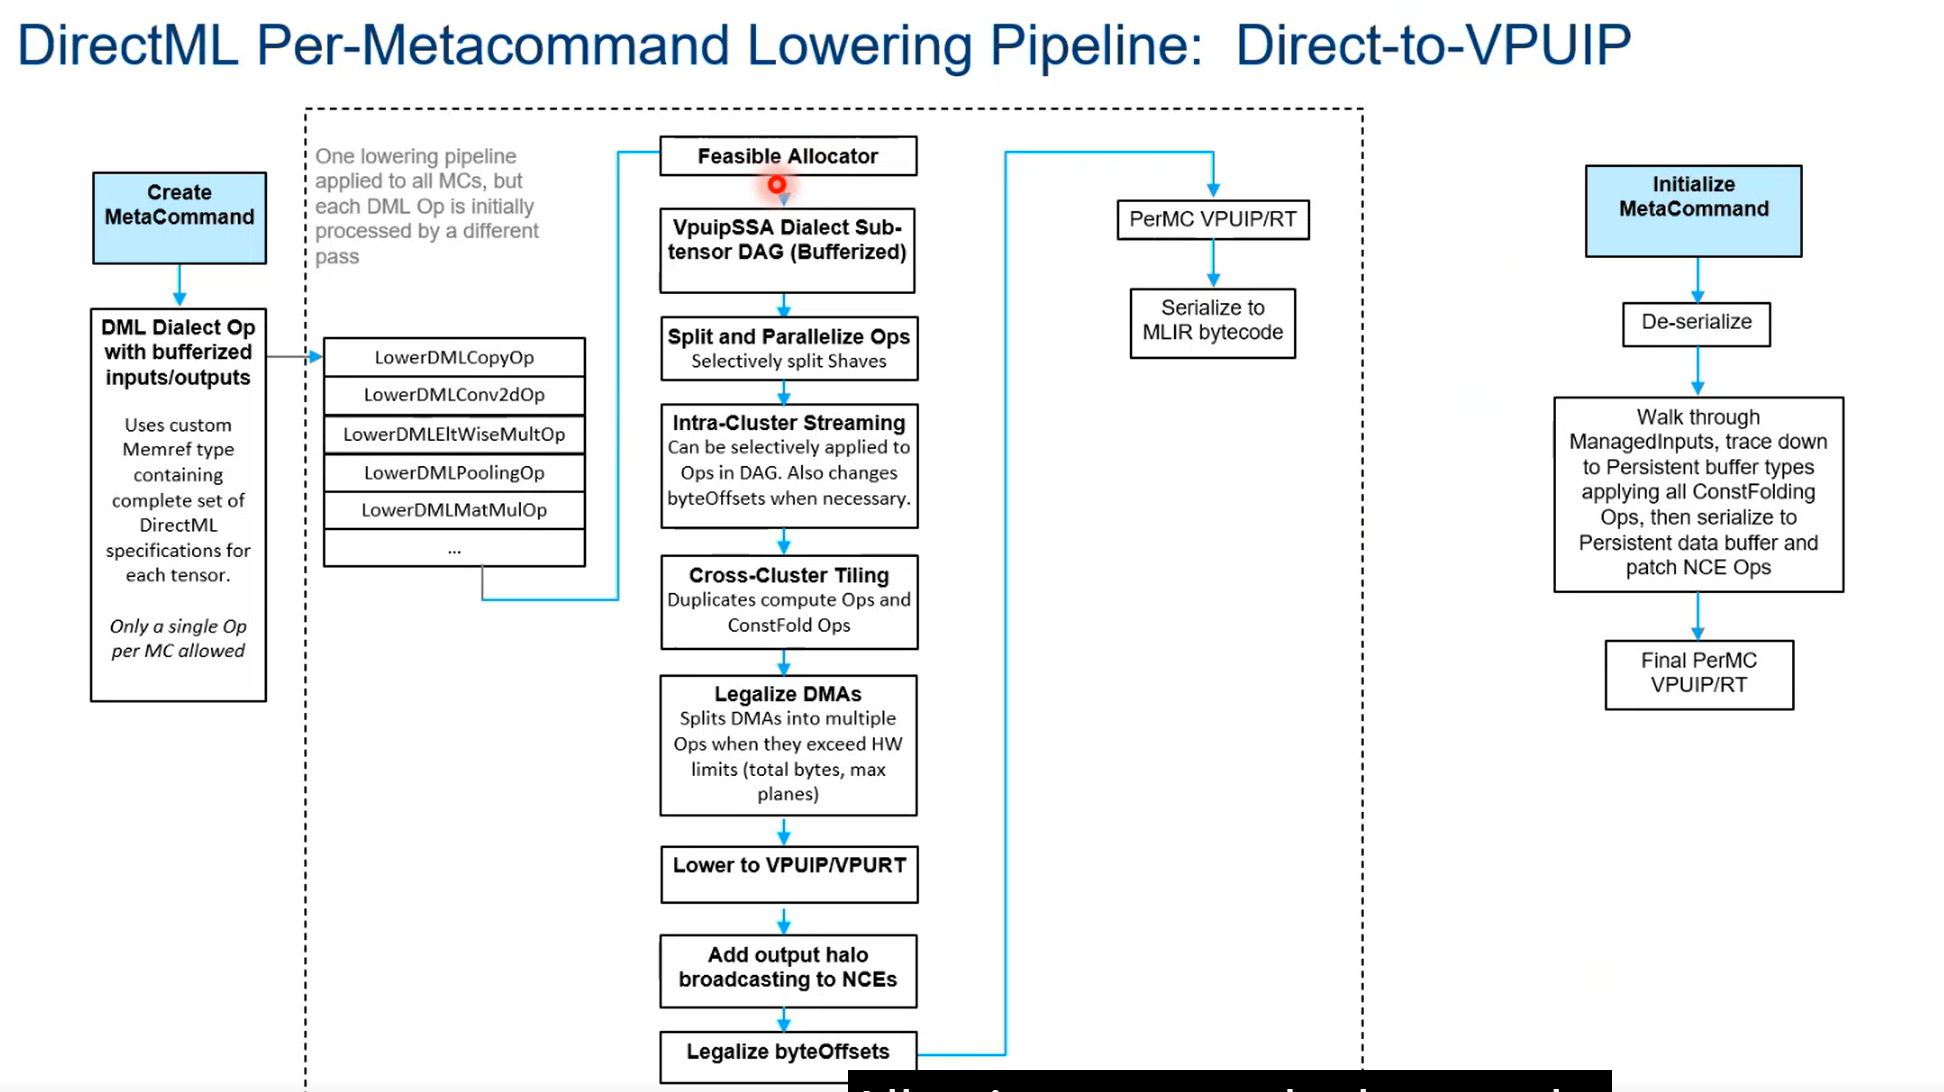 DirectML Per-Metacommand Lowering Pipeline: Direct-to-VPUIP
Create
MetaCommand
DML Dialect Op
with bufferized
inputs/outputs
Uses custom
Memref type
containing
complete set of
DirectML
specifications for
each tensor.
Only a single Op
per MC allowed
One lowering pipeline
applied to all MCs, but
each DML Op is initially
processed by a different
pass
LowerDMLCopyOp
LowerDMLConv2dOp
LowerDMLEltWiseMultOp
LowerDMLPoolingOp
LowerDMLMatMulOp
...
Feasible Allocator
VpuipSSA Dialect Sub-
tensor DAG (Bufferized)
Split and Parallelize Ops
Selectively split Shaves
Intra-Cluster Streaming
Can be selectively applied to
Ops in DAG. Also changes
byteOffsets when necessary.
Cross-Cluster Tiling
Duplicates compute Ops and
ConstFold Ops
Legalize DMAs
Splits DMAs into multiple
Ops when they exceed HW
limits (total bytes, max
planes)
Lower to VPUIP/VPURT
Add output halo
broadcasting to NCEs
Legalize byteOffsets
PerMC VPUIP/RT
Serialize to
MLIR bytecode
Initialize
MetaCommand
De-serialize
Walk through
ManagedInputs, trace down
to Persistent buffer types
applying all ConstFolding
Ops, then serialize to
Persistent data buffer and
patch NCE Ops
Final PerMC
VPUIP/RT